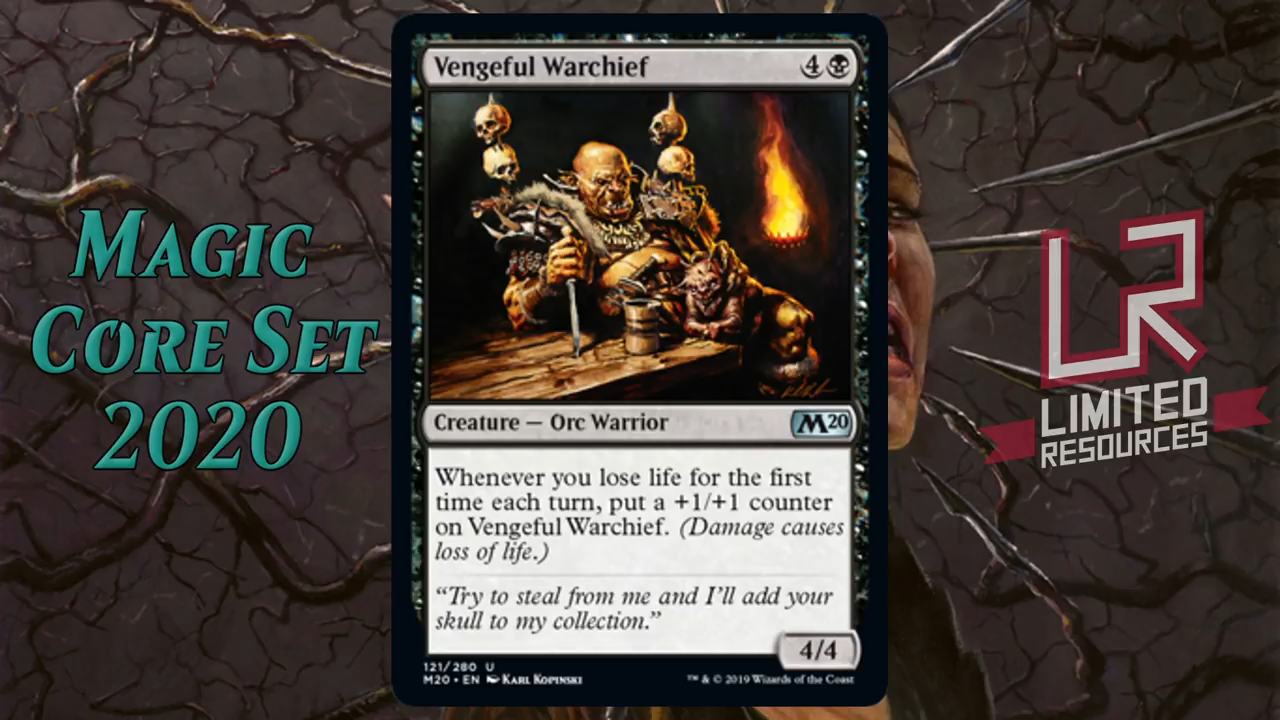 Magic
Core Set
2020
Vengeful Warchief
4
Creature — Orc Warrior
M20
Whenever you lose life for the first
time each turn, put a +1/+1 counter
on Vengeful Warchief. (Damage causes
loss of life.)
“Try to steal from me and I’ll add your
skull to my collection.”
4/4
121/280 U
M20 • EN Karl Kopinski
™ & © 2019 Wizards of the Coast
LR
LIMITED
RESOURCES